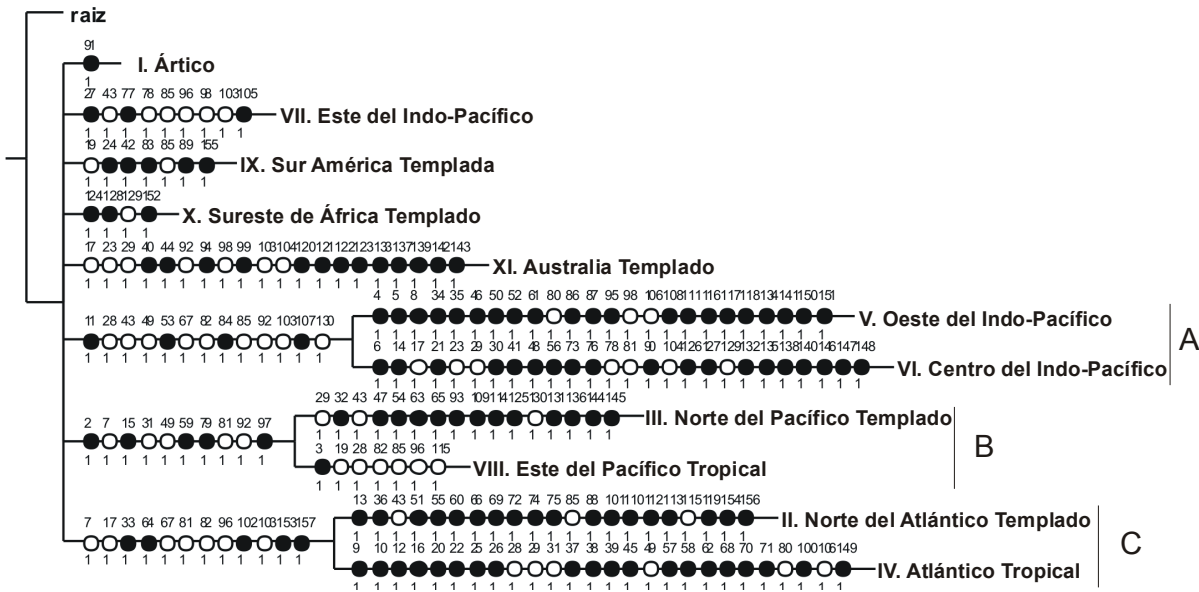 raiz
91
I. Ártico
1
27 43 77 78 85 96 98 103 105
VII. Este del Indo-Pacífico
1 1 1 1 1 1 1 1 1
19 24 42 83 85 89 155
IX. Sur América Templada
1 1 1 1 1 1 1
124 128 129 152
X. Sureste de África Templado
1 1 1 1
17 23 29 40 44 92 94 98 99 103 104 120 121 122 123 133 137 139 142 143
XI. Australia Templado
1 1 1 1 1 1 1 1 1 1 1 1 1 1 1 1 1 1 1 1
4 5 8 34 35 46 50 52 61 80 86 87 95 98 106 108 111 116 117 118 134 141 150 151
V. Oeste del Indo-Pacífico
1 1 1 1 1 1 1 1 1 1 1 1 1 1 1 1 1 1 1 1 1 1 1 1
11 28 43 49 53 67 82 84 85 92 103 107 130
1 1 1 1 1 1 1 1 1 1 1 1 1
A
6 14 17 21 23 29 30 41 48 56 73 76 78 81 90 104 126 127 129 132 135 138 140 146 147 148
VI. Centro del Indo-Pacífico
1 1 1 1 1 1 1 1 1 1 1 1 1 1 1 1 1 1 1 1 1 1 1 1 1 1
29 32 43 47 54 63 65 93 109 114 125 130 131 136 144 145
III. Norte del Pacífico Templado
1 1 1 1 1 1 1 1 1 1 1 1 1 1 1 1
2 7 15 31 49 59 79 81 92 97
1 1 1 1 1 1 1 1 1 1
B
3 19 28 82 85 96 115
VIII. Este del Pacífico Tropical
1 1 1 1 1 1 1
13 36 43 51 55 60 66 69 72 74 75 85 88 101 110 112 113 115 119 154 156
II. Norte del Atlántico Templado
1 1 1 1 1 1 1 1 1 1 1 1 1 1 1 1 1 1 1 1 1
7 17 33 64 67 81 82 96 102 103 153 157
1 1 1 1 1 1 1 1 1 1 1 1
C
9 10 12 16 20 22 25 26 28 29 31 37 38 39 45 49 57 58 62 68 70 71 80 100 106 149
IV. Atlántico Tropical
1 1 1 1 1 1 1 1 1 1 1 1 1 1 1 1 1 1 1 1 1 1 1 1 1 1